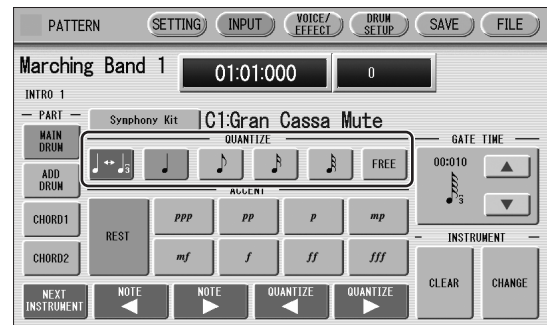 PATTERN SETTING INPUT VOICE/EFFECT DRUM SETUP SAVE FILE
Marching Band 1 01:01:000 0
INTRO 1
PART Symphony Kit C1:Gran Cassa Mute
MAIN DRUM QUANTIZE GATE TIME
3 FREE 00:010
ADD DRUM 3
ACCENT
CHORD1 REST ppp pp p mp
INSTRUMENT
CHORD2 mf f ff fff
CLEAR CHANGE
NEXT INSTRUMENT NOTE NOTE QUANTIZE QUANTIZE